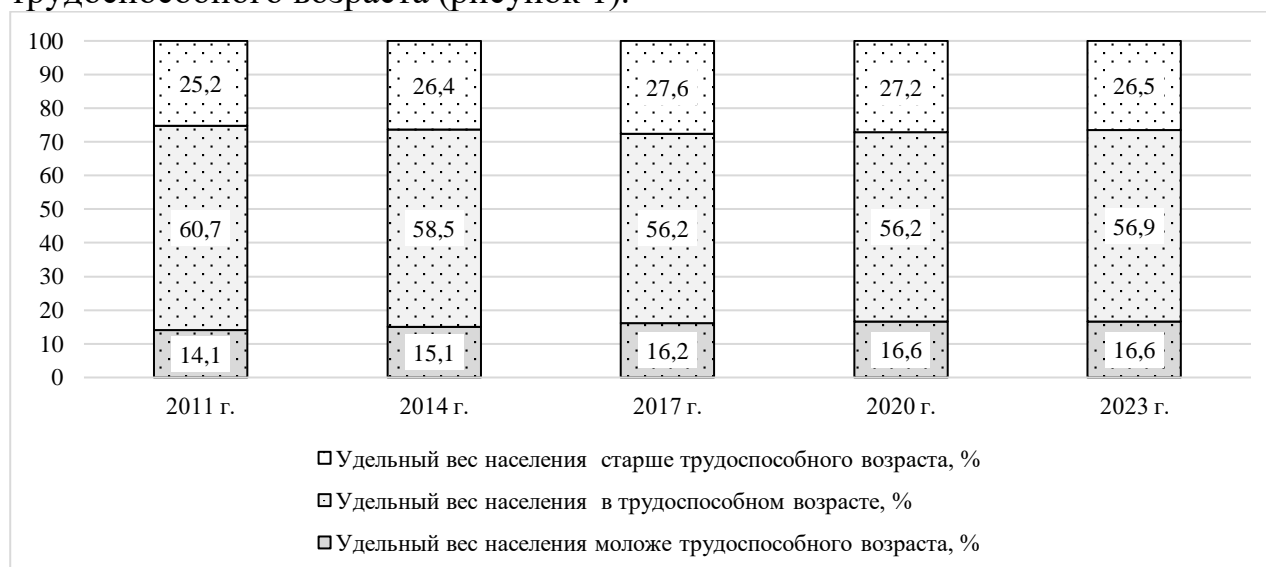 трудоспособного возраста (рисунок 1).
100
90
80
70
60
50
40
30
20
10
0
25,2 26,4 27,6 27,2 26,5
60,7 58,5 56,2 56,2 56,9
14,1 15,1 16,2 16,6 16,6
2011 г. 2014 г. 2017 г. 2020 г. 2023 г.
Удельный вес населения старше трудоспособного возраста, %
Удельный вес населения в трудоспособном возрасте, %
Удельный вес населения моложе трудоспособного возраста, %